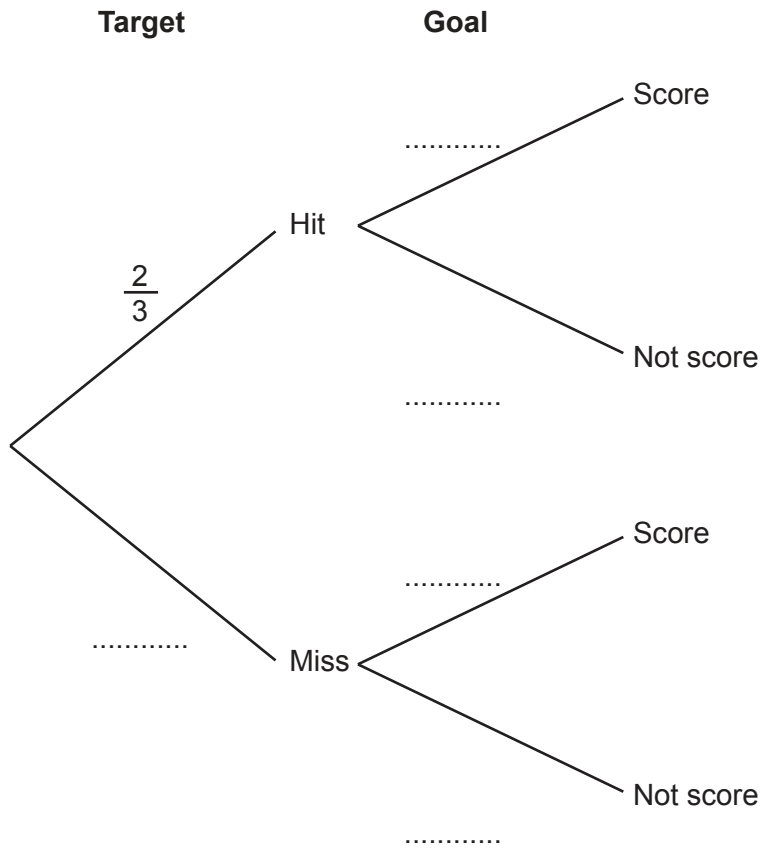 Target Goal
Score
............
Hit
2
3
Not score
............
Score
............
............
Miss
Not score
............